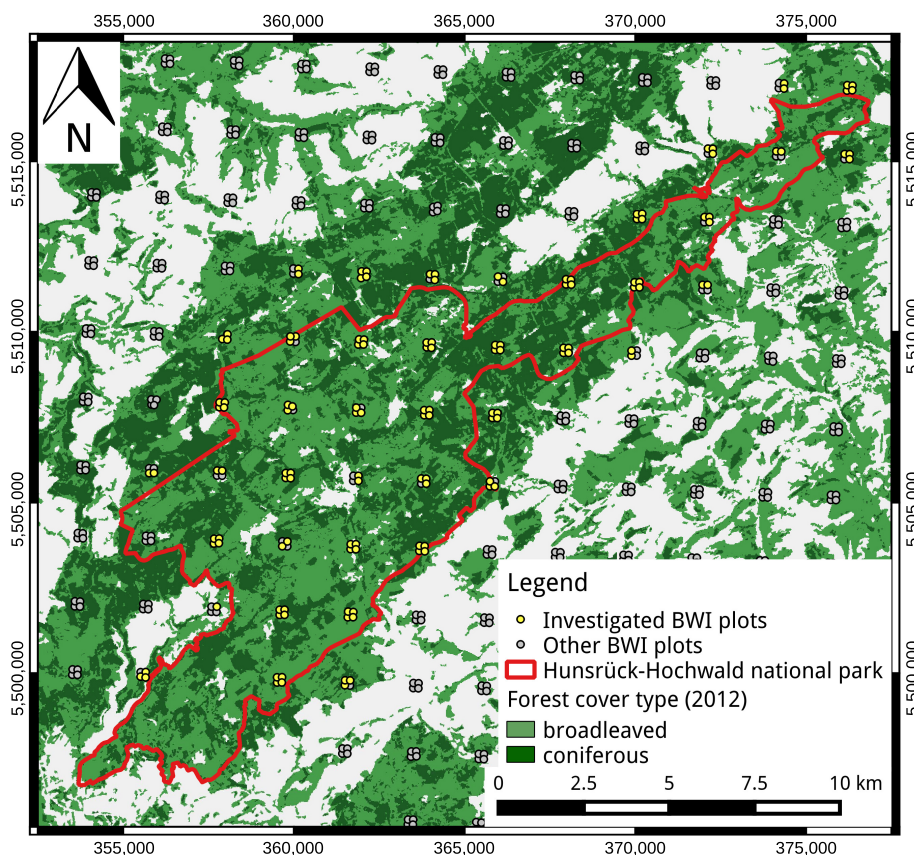 355,000 360,000 365,000 370,000 375,000
N
5,515,000 5,515,000
5,510,000 5,510,000
5,505,000 5,505,000
5,500,000 5,500,000
Legend
Investigated BWI plots
Other BWI plots
Hunsrück-Hochwald national park
Forest cover type (2012)
broadleaved
coniferous
0 2.5 5 7.5 10 km
355,000 360,000 365,000 370,000 375,000